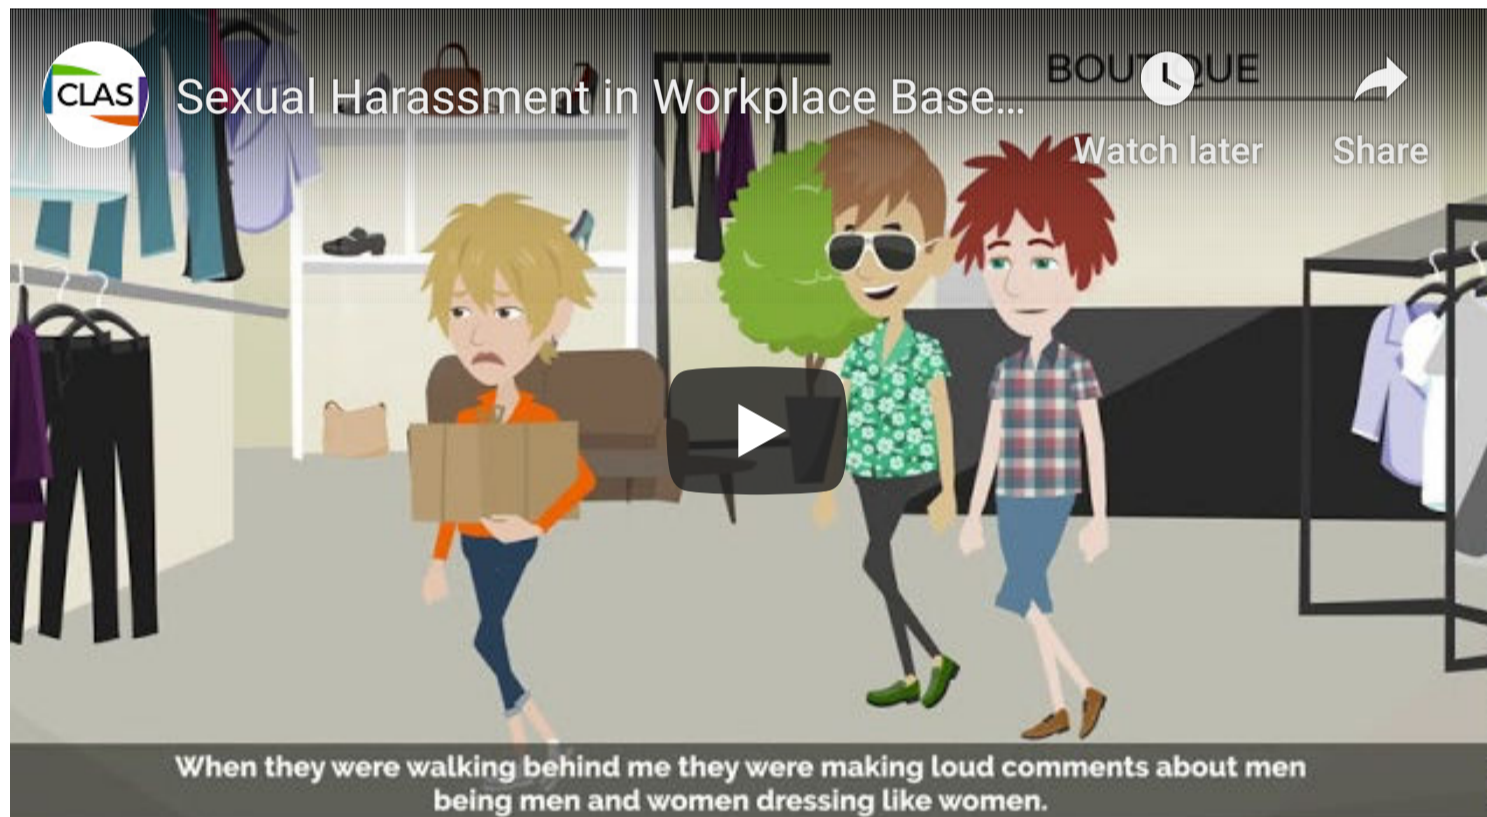 BOUTIQUE
CLAS
Sexual Harassment in Workplace Base...
Watch later
Share
When they were walking behind me they were making loud comments about men
being men and women dressing like women.